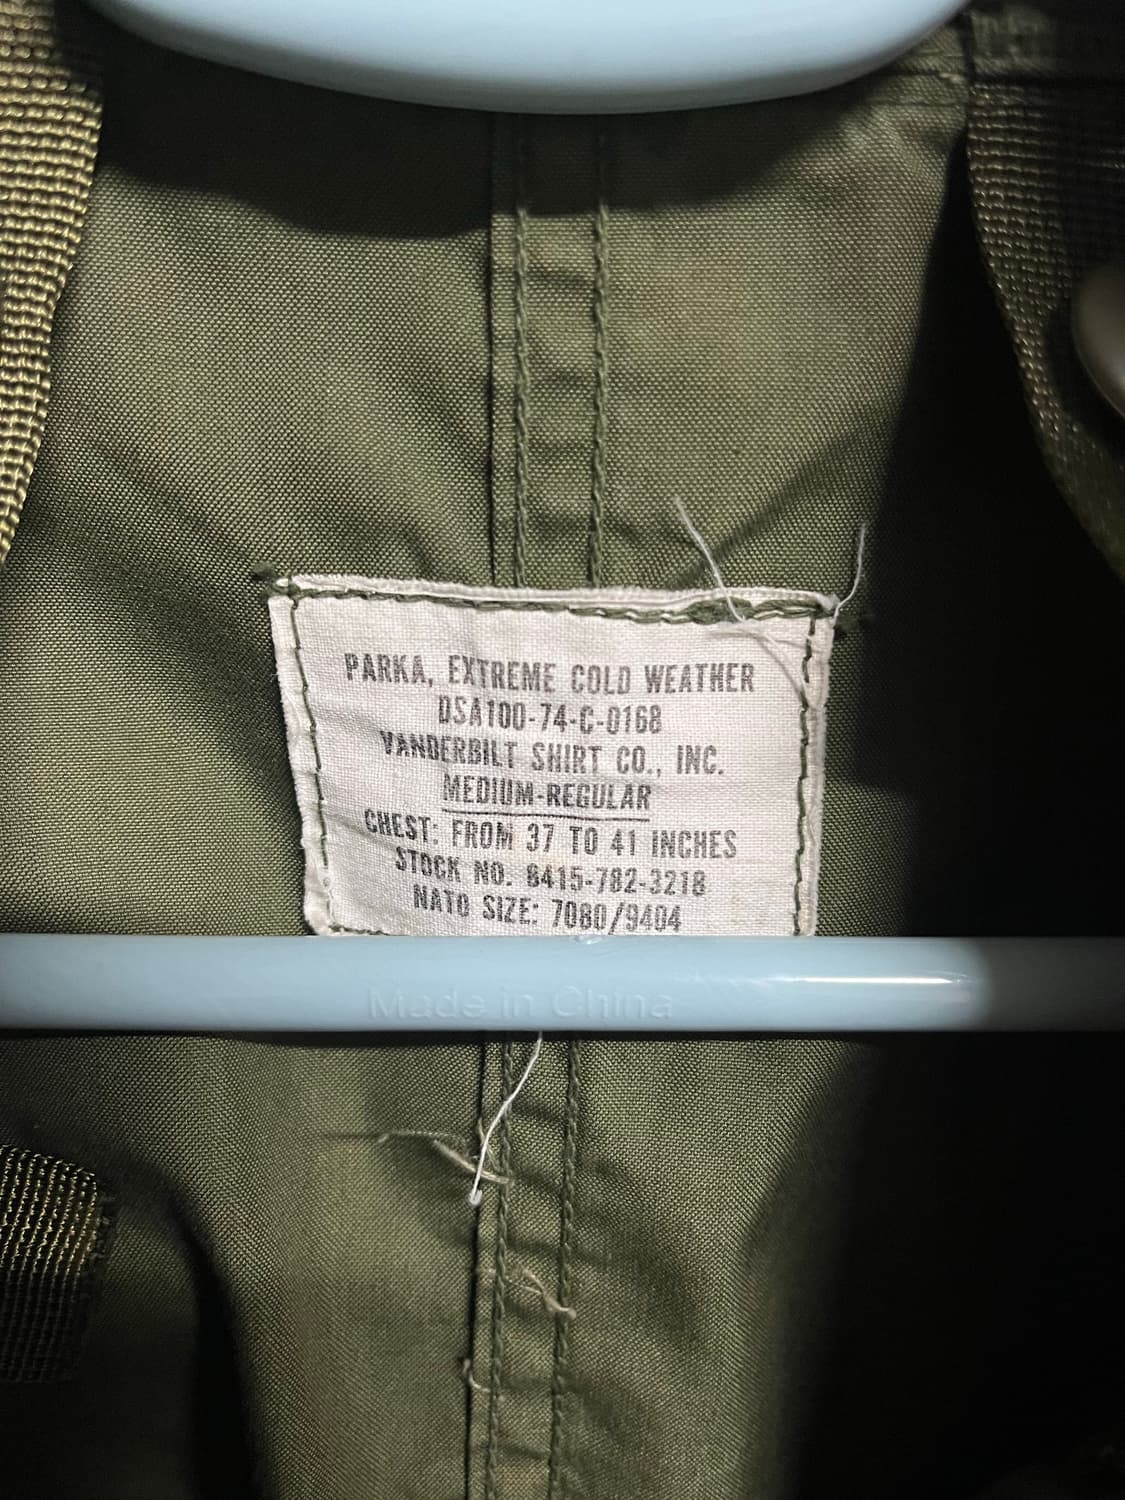 PARKA, EXTREME COLD WEATHER
DSA100-74-C-0168
VANDERBILT SHIRT CO., INC.
MEDIUM-REGULAR
CHEST: FROM 37 TO 41 INCHES
STOCK NO. 8415-782-3218
NATO SIZE: 7080/9404
Made in China